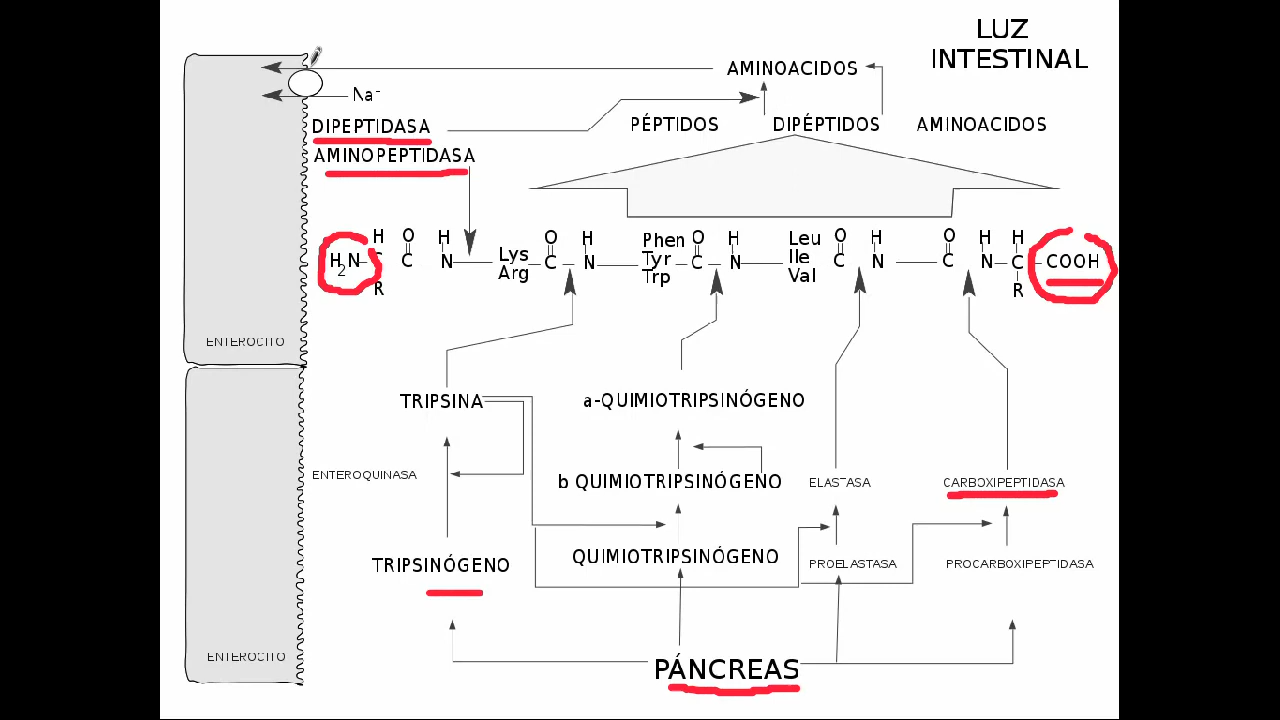 LUZ
INTESTINAL
AMINOACIDOS
Na⁻
DIPEPTIDASA
PÉPTIDOS DIPÉPTIDOS AMINOACIDOS
AMINOPEPTIDASA
H O H O H Phen O H Leu O H O H H
H₂N C N Lys C N Tyr C N Ile C N C N C COOH
Arg Trp Val
R R
ENTEROCITO
TRIPSINA a-QUIMIOTRIPSINÓGENO
ENTEROQUINASA b QUIMIOTRIPSINÓGENO ELASTASA CARBOXIPEPTIDASA
TRIPSINÓGENO QUIMIOTRIPSINÓGENO PROELASTASA PROCARBOXIPEPTIDASA
ENTEROCITO
PÁNCREAS